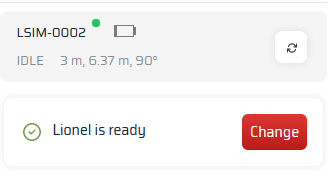 LSIM-0002
IDLE 3 m, 6.37 m, 90°
Lionel is ready
Change